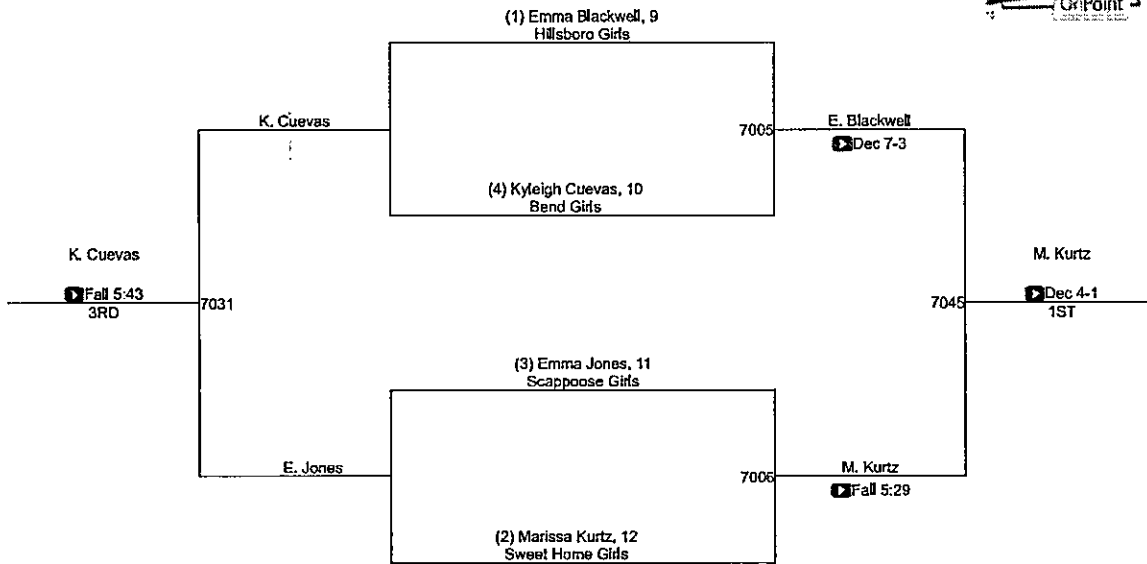 OnPoint
(1) Emma Blackwell, 9
Hillsboro Girls
K. Cuevas
7005
E. Blackwell
Dec 7-3
(4) Kyleigh Cuevas, 10
Bend Girls
K. Cuevas
Fall 5:43
3RD
7031
M. Kurtz
7045
Dec 4-1
1ST
(3) Emma Jones, 11
Scappoose Girls
E. Jones
7006
M. Kurtz
Fall 5:29
(2) Marissa Kurtz, 12
Sweet Home Girls